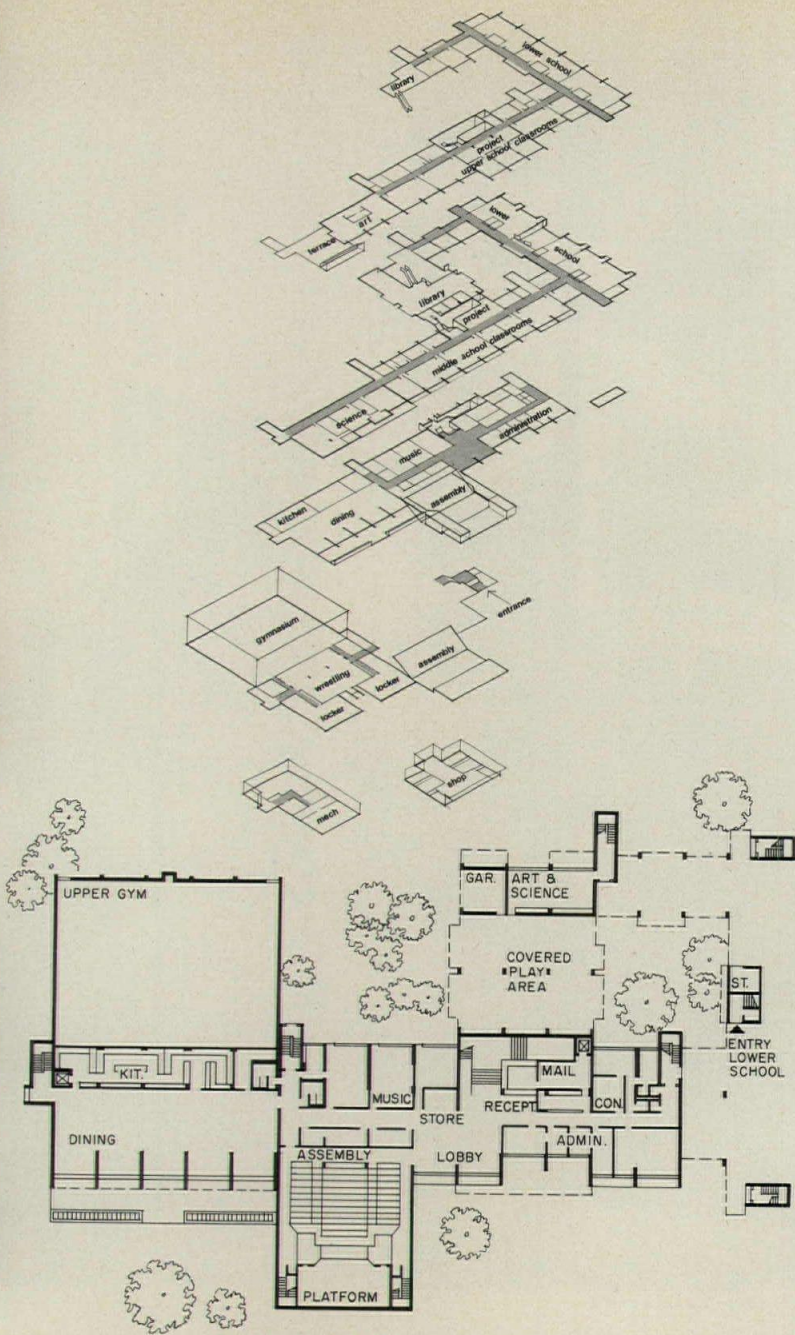 lower school
library
project
upper school classrooms
art
terrace
lower
school
library
project
middle school classrooms
science
administration
music
assembly
kitchen
dining
entrance
gymnasium
assembly
wrestling
locker
locker
shop
mech
UPPER GYM
GAR.
ART &
SCIENCE
COVERED
PLAY
AREA
ST.
ENTRY
LOWER
SCHOOL
KIT.
MAIL
MUSIC
RECEPT.
CON.
STORE
DINING
ADMIN.
ASSEMBLY
LOBBY
PLATFORM